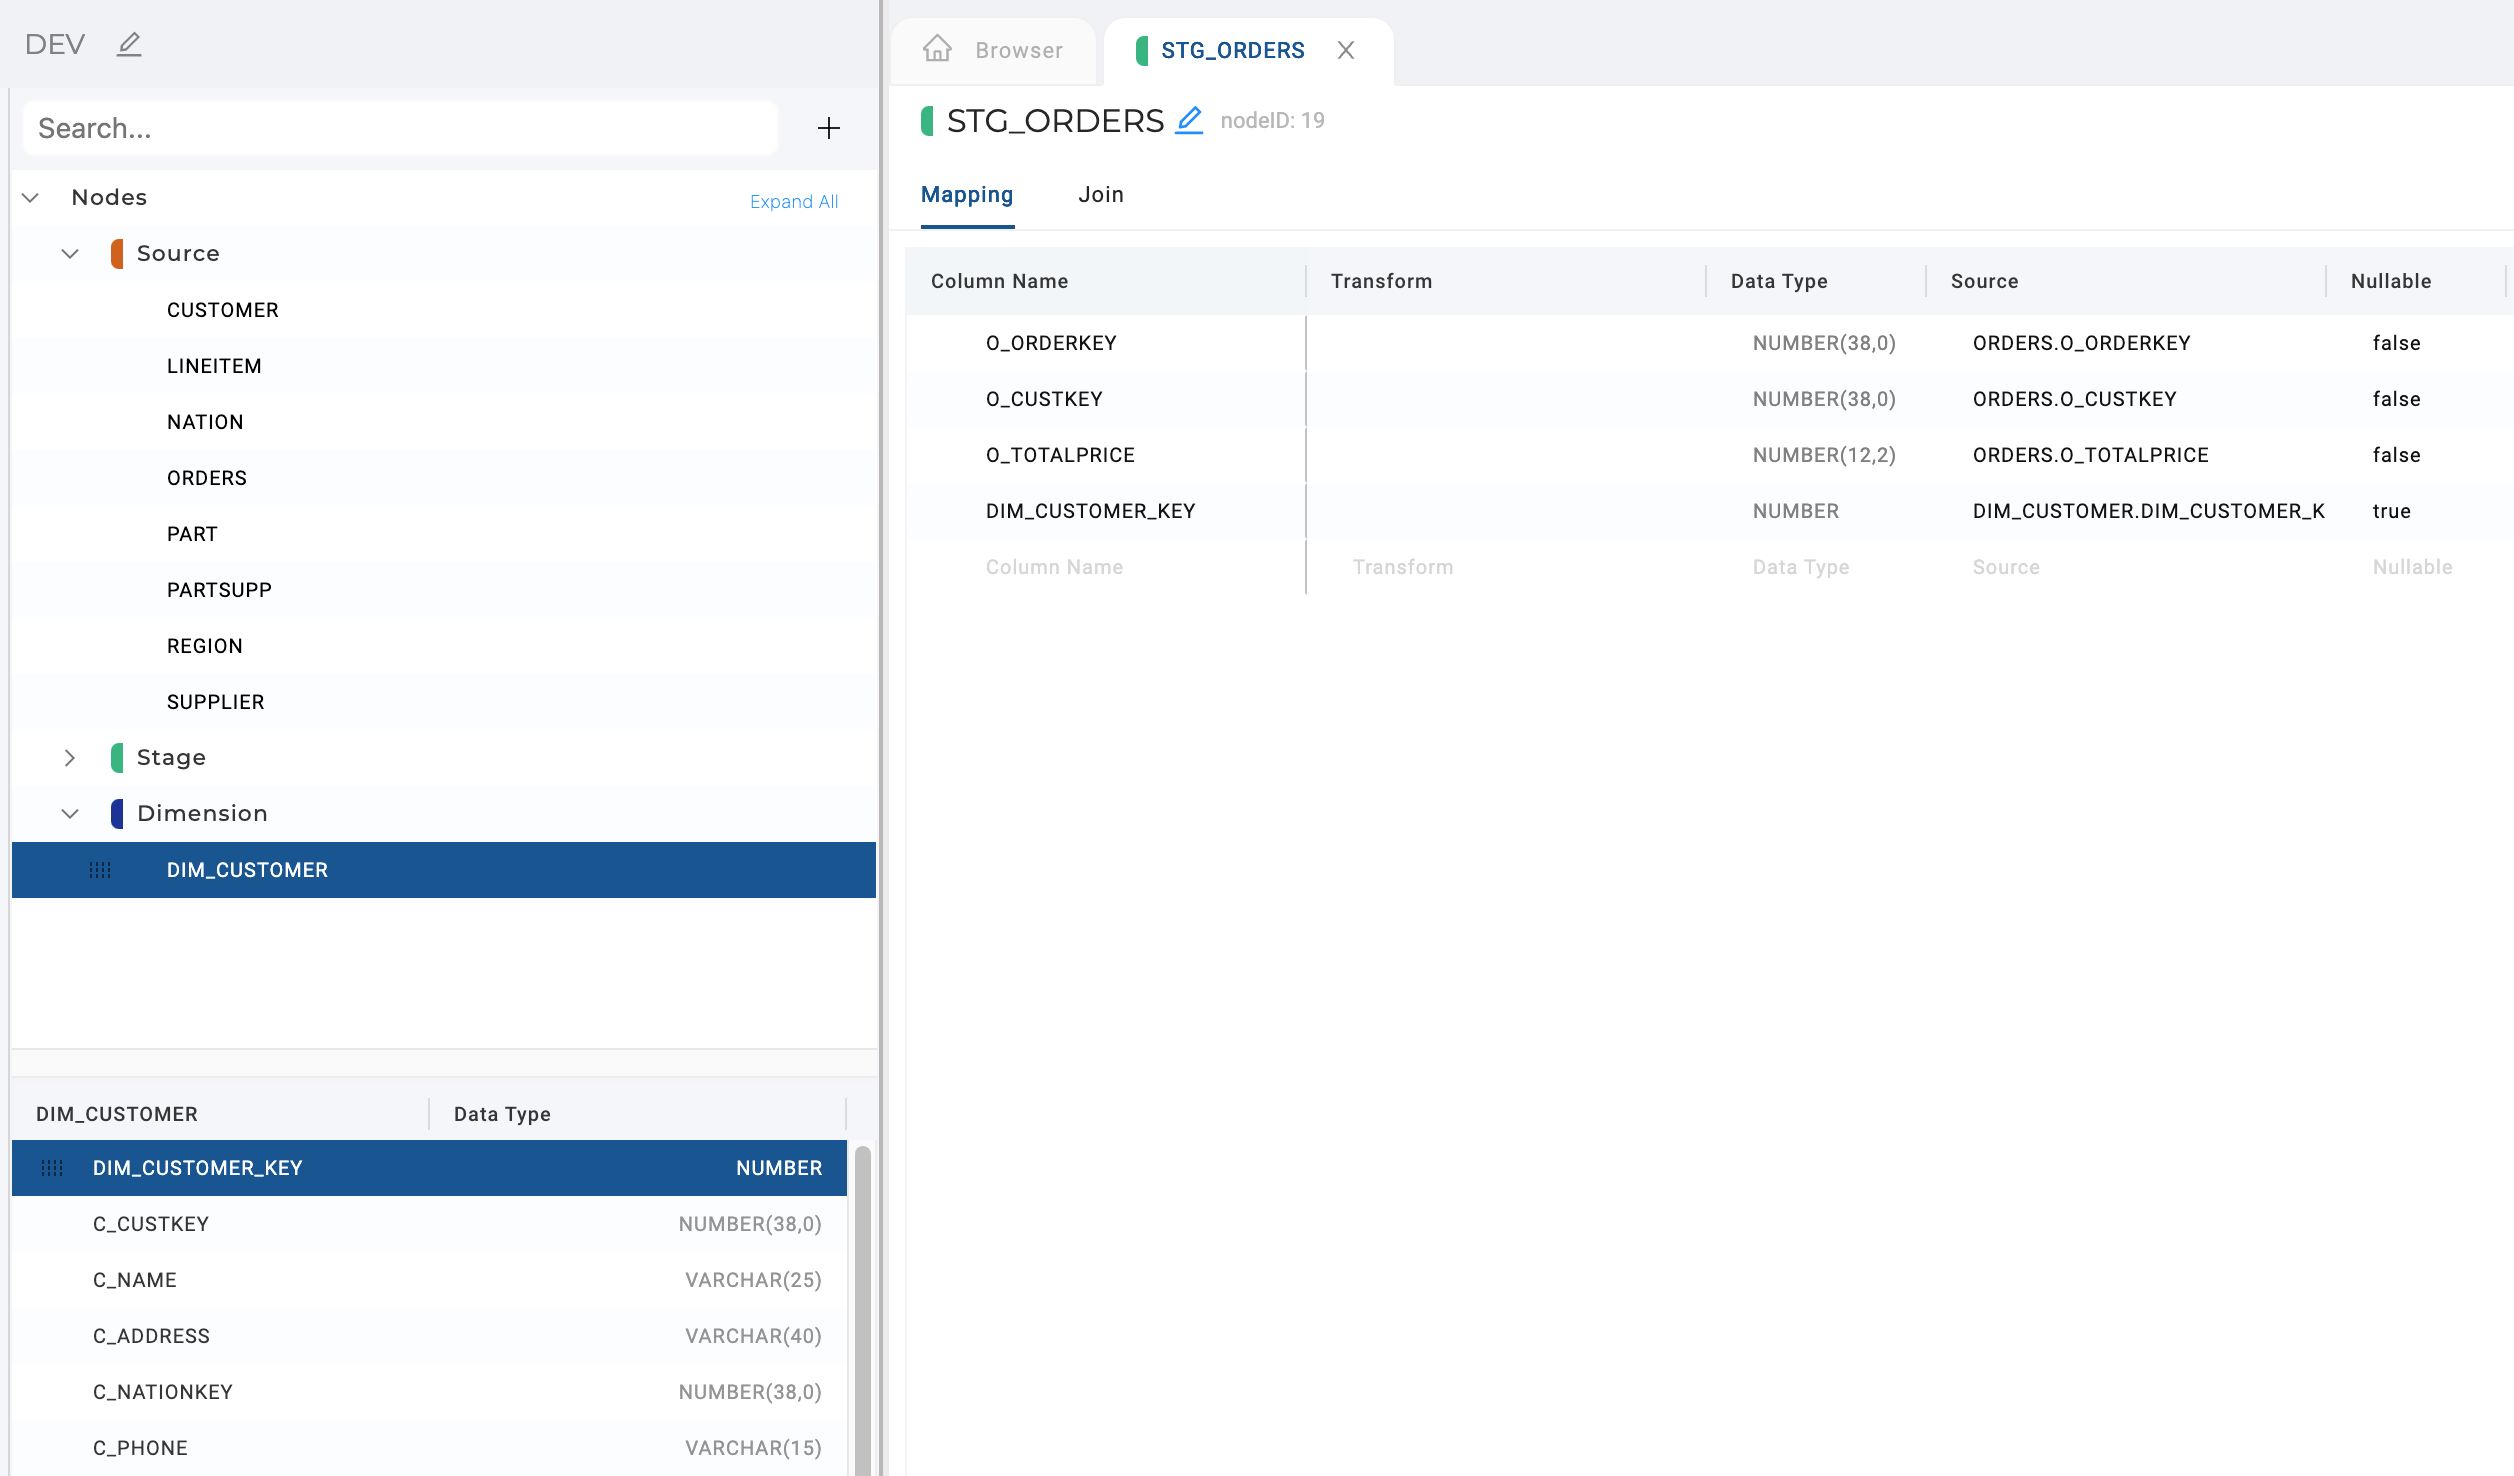 DEV
Search...
Nodes
Expand All
Source
CUSTOMER
LINEITEM
NATION
ORDERS
PART
PARTSUPP
REGION
SUPPLIER
Stage
Dimension
DIM_CUSTOMER
DIM_CUSTOMER Data Type
DIM_CUSTOMER_KEY NUMBER
C_CUSTKEY NUMBER(38,0)
C_NAME VARCHAR(25)
C_ADDRESS VARCHAR(40)
C_NATIONKEY NUMBER(38,0)
C_PHONE VARCHAR(15)
Browser STG_ORDERS
STG_ORDERS nodeID: 19
Mapping Join
Column Name Transform Data Type Source Nullable
O_ORDERKEY NUMBER(38,0) ORDERS.O_ORDERKEY false
O_CUSTKEY NUMBER(38,0) ORDERS.O_CUSTKEY false
O_TOTALPRICE NUMBER(12,2) ORDERS.O_TOTALPRICE false
DIM_CUSTOMER_KEY NUMBER DIM_CUSTOMER.DIM_CUSTOMER_K true
Column Name Transform Data Type Source Nullable